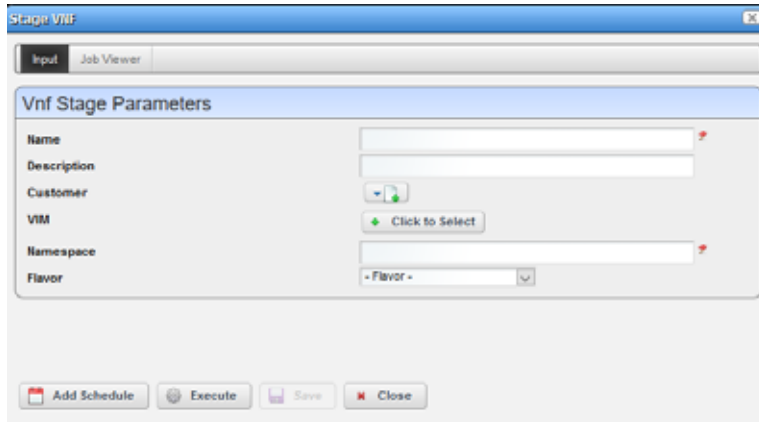 Stage VNF
Input Job Viewer
Vnf Stage Parameters
Name
Description
Customer
VIM Click to Select
Namespace
Flavor - Flavor -
Add Schedule Execute Save Close